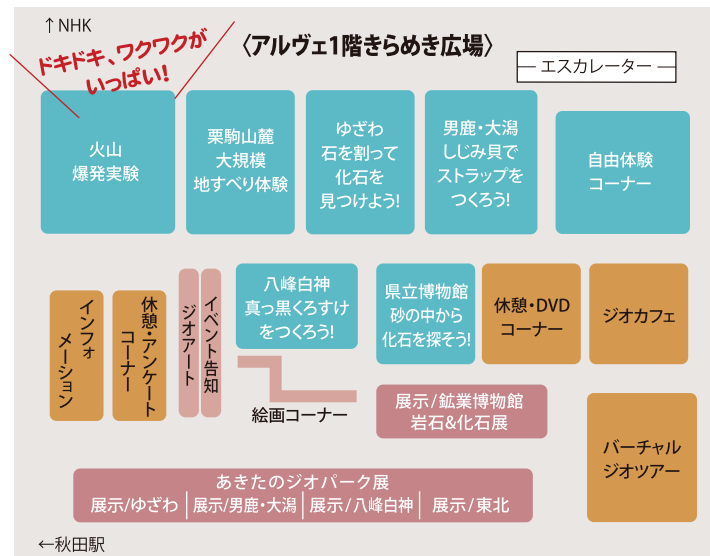 ↑NHK
〈アルヴェ1階きらめき広場〉
ドキドキ、ワクワクが
いっぱい!
エスカレーター
火山
爆発実験
栗駒山麓
大規模
地すべり体験
ゆざわ
石を割って
化石を
見つけよう!
男鹿・大潟
しじみ貝で
ストラップを
つくろう!
自由体験
コーナー
インフォ
メーション
休憩・アンケート
コーナー
ジオアート
イベント告知
八峰白神
真っ黒くろすけ
をつくろう!
県立博物館
砂の中から
化石を探そう!
休憩・DVD
コーナー
ジオカフェ
絵画コーナー
展示/鉱業博物館
岩石&化石展
バーチャル
ジオツアー
あきたのジオパーク展
展示/ゆざわ
展示/男鹿・大潟
展示/八峰白神
展示/東北
←秋田駅